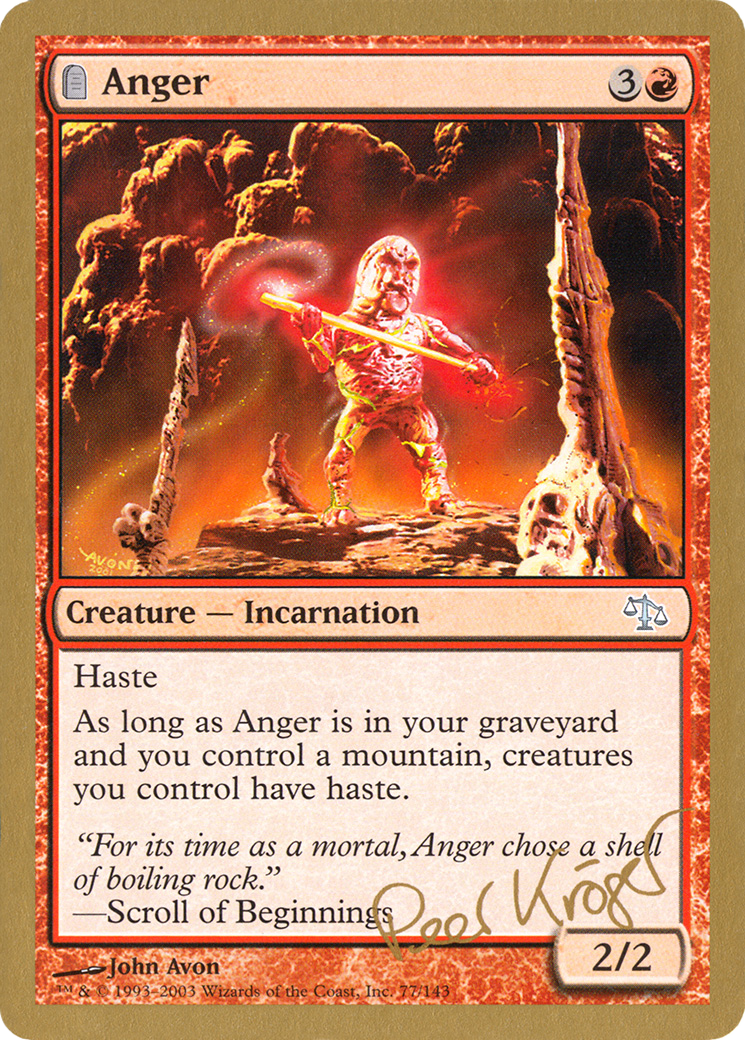 Anger 3
AVON
2001
Creature — Incarnation
Haste
As long as Anger is in your graveyard
and you control a mountain, creatures
you control have haste.
“For its time as a mortal, Anger chose a shell
of boiling rock.”
—Scroll of Beginnings
Peer Kröger
2/2
John Avon
™ & © 1993–2003 Wizards of the Coast, Inc. 77/143